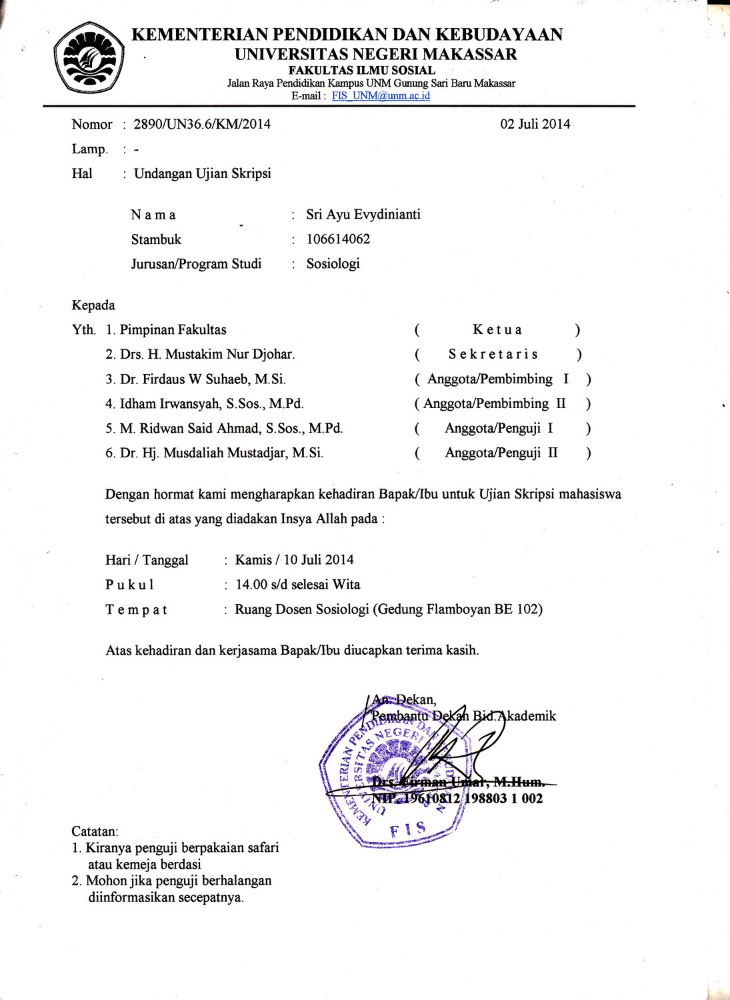 KEMENTERIAN PENDIDIKAN DAN KEBUDAYAAN
UNIVERSITAS NEGERI MAKASSAR
FAKULTAS ILMU SOSIAL
Jalan Raya Pendidikan Kampus UNM Gunung Sari Baru Makassar
E-mail : FIS_UNM@unm.ac.id
Nomor : 2890/UN36.6/KM/2014 02 Juli 2014
Lamp. : -
Hal : Undangan Ujian Skripsi
N a m a : Sri Ayu Evydinianti
Stambuk : 106614062
Jurusan/Program Studi : Sosiologi
Kepada
Yth. 1. Pimpinan Fakultas ( K e t u a )
2. Drs. H. Mustakim Nur Djohar. ( S e k r e t a r i s )
3. Dr. Firdaus W Suhaeb, M.Si. ( Anggota/Pembimbing I )
4. Idham Irwansyah, S.Sos., M.Pd. ( Anggota/Pembimbing II )
5. M. Ridwan Said Ahmad, S.Sos., M.Pd. ( Anggota/Penguji I )
6. Dr. Hj. Musdaliah Mustadjar, M.Si. ( Anggota/Penguji II )
Dengan hormat kami mengharapkan kehadiran Bapak/Ibu untuk Ujian Skripsi mahasiswa
tersebut di atas yang diadakan Insya Allah pada :
Hari / Tanggal : Kamis / 10 Juli 2014
P u k u l : 14.00 s/d selesai Wita
T e m p a t : Ruang Dosen Sosiologi (Gedung Flamboyan BE 102)
Atas kehadiran dan kerjasama Bapak/Ibu diucapkan terima kasih.
An. Dekan,
Pembantu Dekan Bid.Akademik
KEMENTERIAN PENDIDIKAN DAN KEBUDAYAAN
UNIVERSITAS NEGERI MAKASSAR
F I S
Drs. Firman Umar, M.Hum.
NIP. 19610812 198803 1 002
Catatan:
1. Kiranya penguji berpakaian safari
atau kemeja berdasi
2. Mohon jika penguji berhalangan
diinformasikan secepatnya.